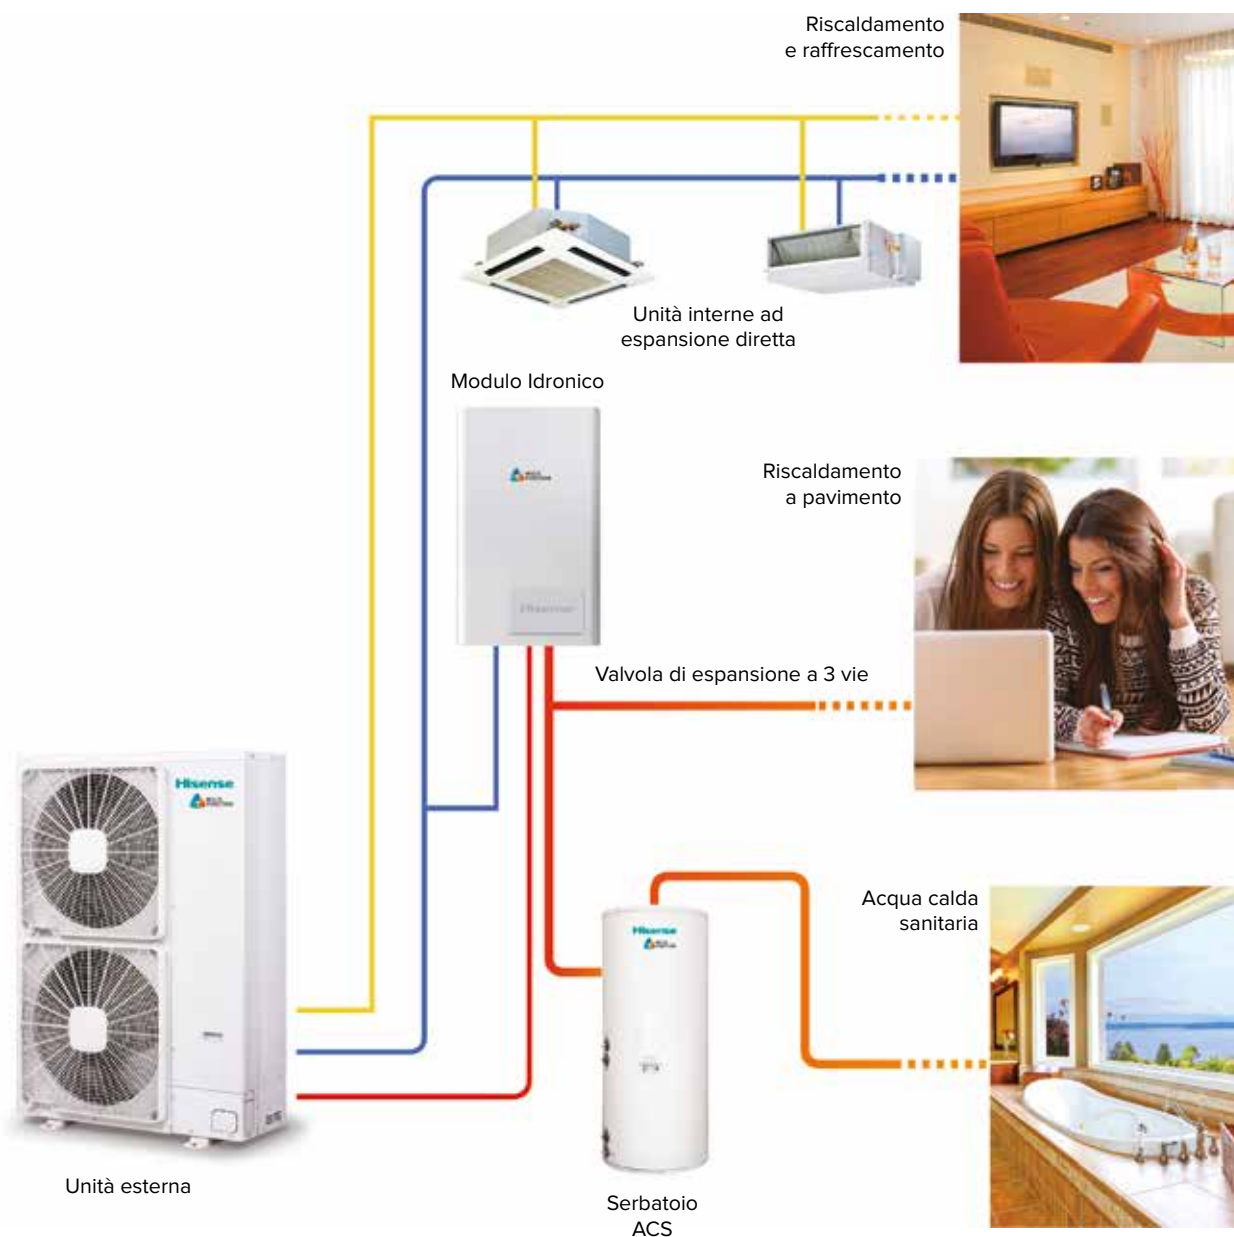 Riscaldamento
e raffrescamento
Unità interne ad
espansione diretta
Modulo Idronico
Hisense
Riscaldamento
a pavimento
Valvola di espansione a 3 vie
Hisense
Acqua calda
sanitaria
Hisense
Unità esterna
Serbatoio
ACS